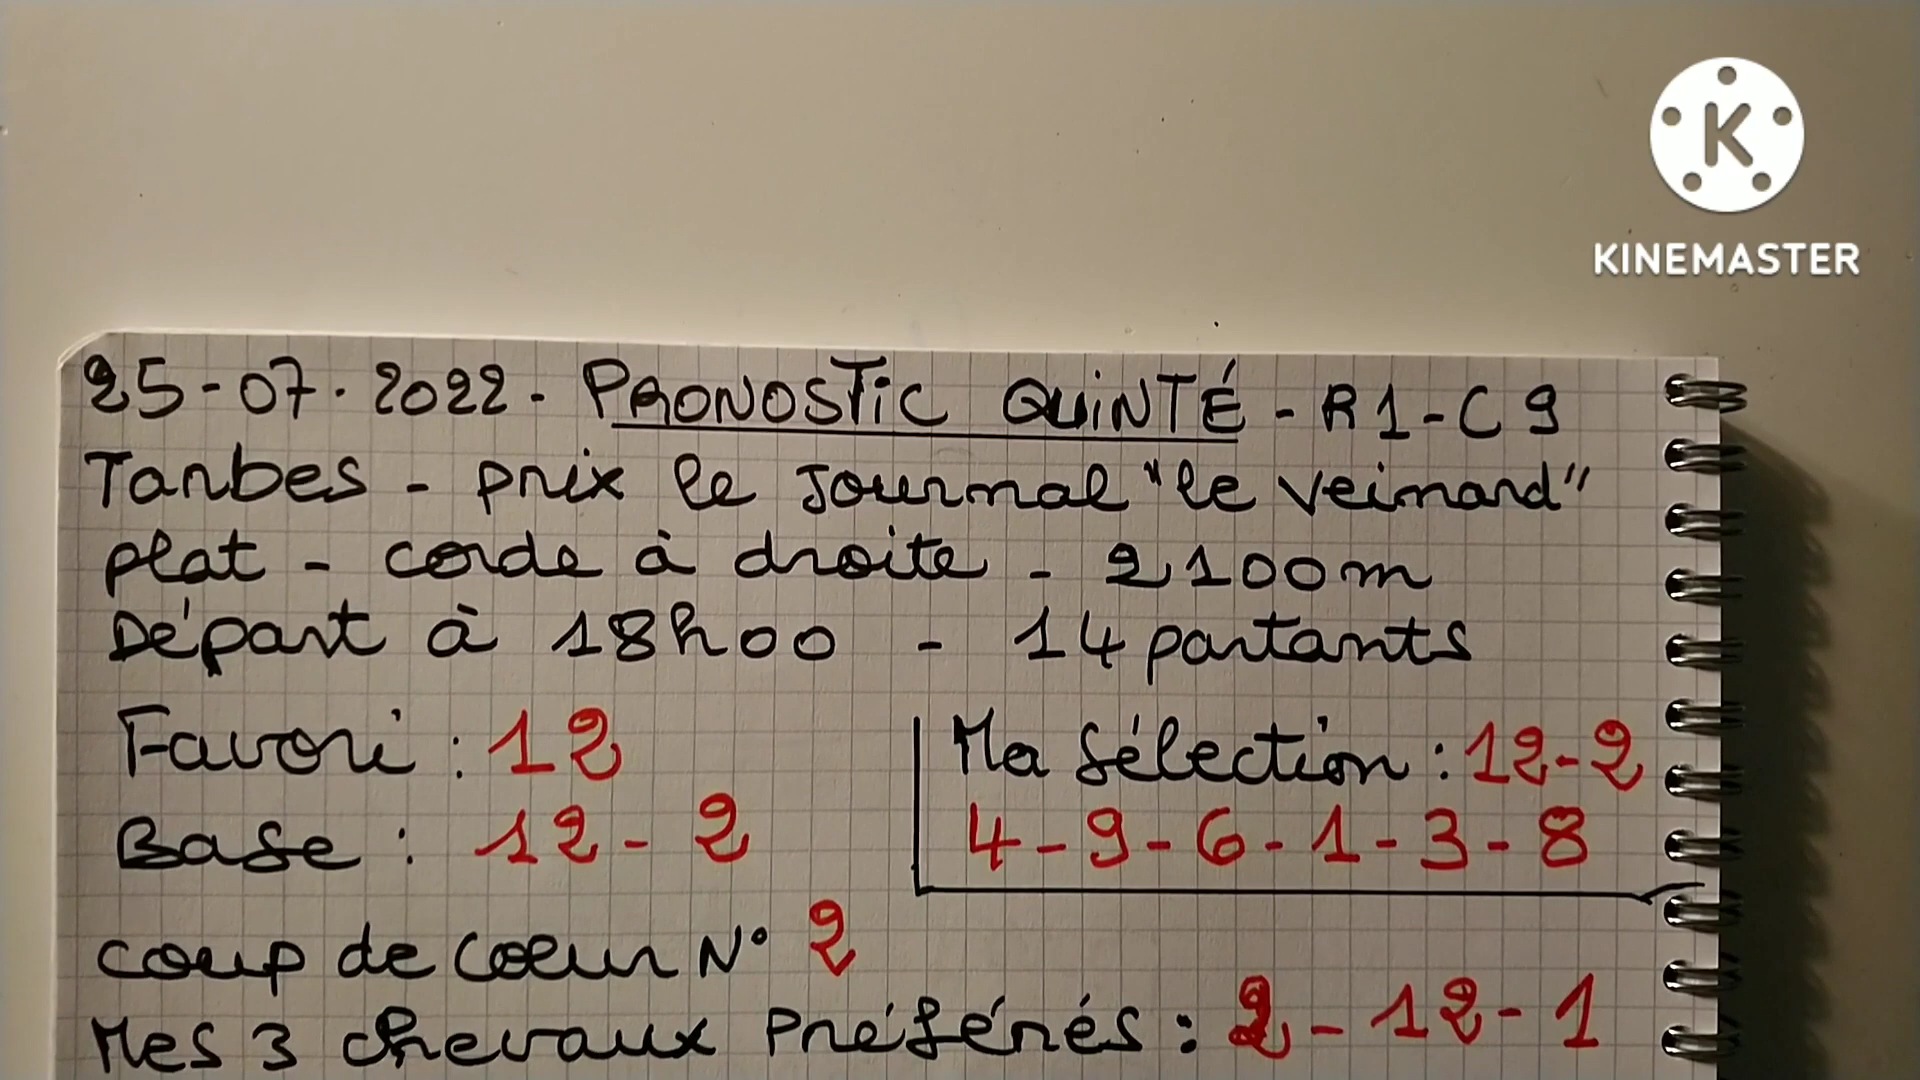 KINEMASTER
25-07.2022. PRONOSTiC QUiNTÉ - R1-C9
Tarbes - prix le Journal "le veinard"
plat - corde à droite - 2100m
Départ à 18h00 - 14 partants
Favori : 12
Base : 12 - 2
Ma sélection : 12-2
4-9-6-1-3-8
coup de coeur N° 2
Mes 3 chevaux préférés : 2-12-1